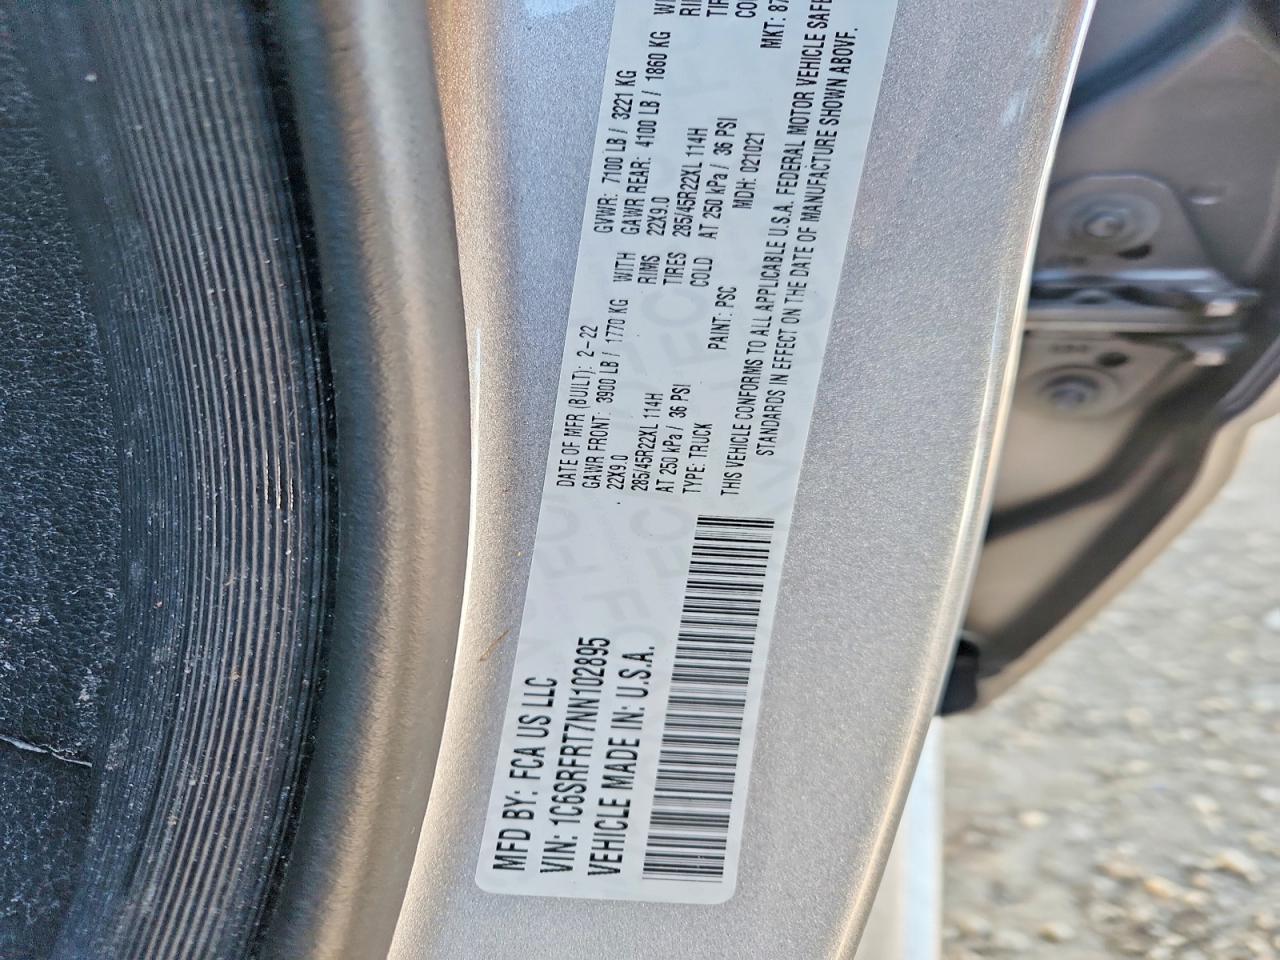 MFD BY: FCA US LLC
VIN: 1C6SRFRT7NN102895
VEHICLE MADE IN: U.S.A.
DATE OF MFR (BUILT): 2-22 GVWR: 7100 LB / 3221 KG
GAWR FRONT: 3900 LB / 1770 KG WITH GAWR REAR: 4100 LB / 1860 KG
22X9.0 RIMS 22X9.0
285/45R22XL 114H TIRES 285/45R22XL 114H
AT 250 kPa / 36 PSI COLD AT 250 kPa / 36 PSI
TYPE: TRUCK PAINT: PSC MDH: 021021 MKT:
THIS VEHICLE CONFORMS TO ALL APPLICABLE U.S.A. FEDERAL MOTOR VEHICLE
STANDARDS IN EFFECT ON THE DATE OF MANUFACTURE SHOWN ABOVE.